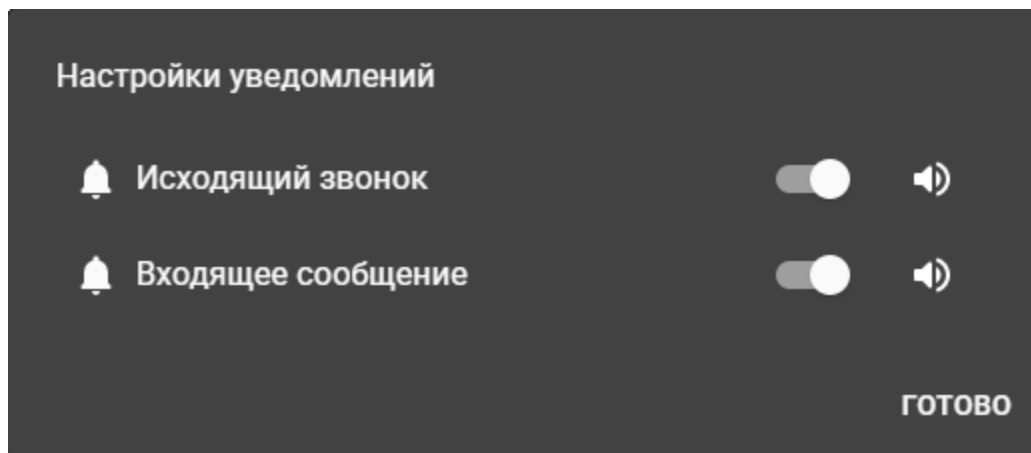 Настройки уведомлений
Исходящий звонок
Входящее сообщение
ГОТОВО